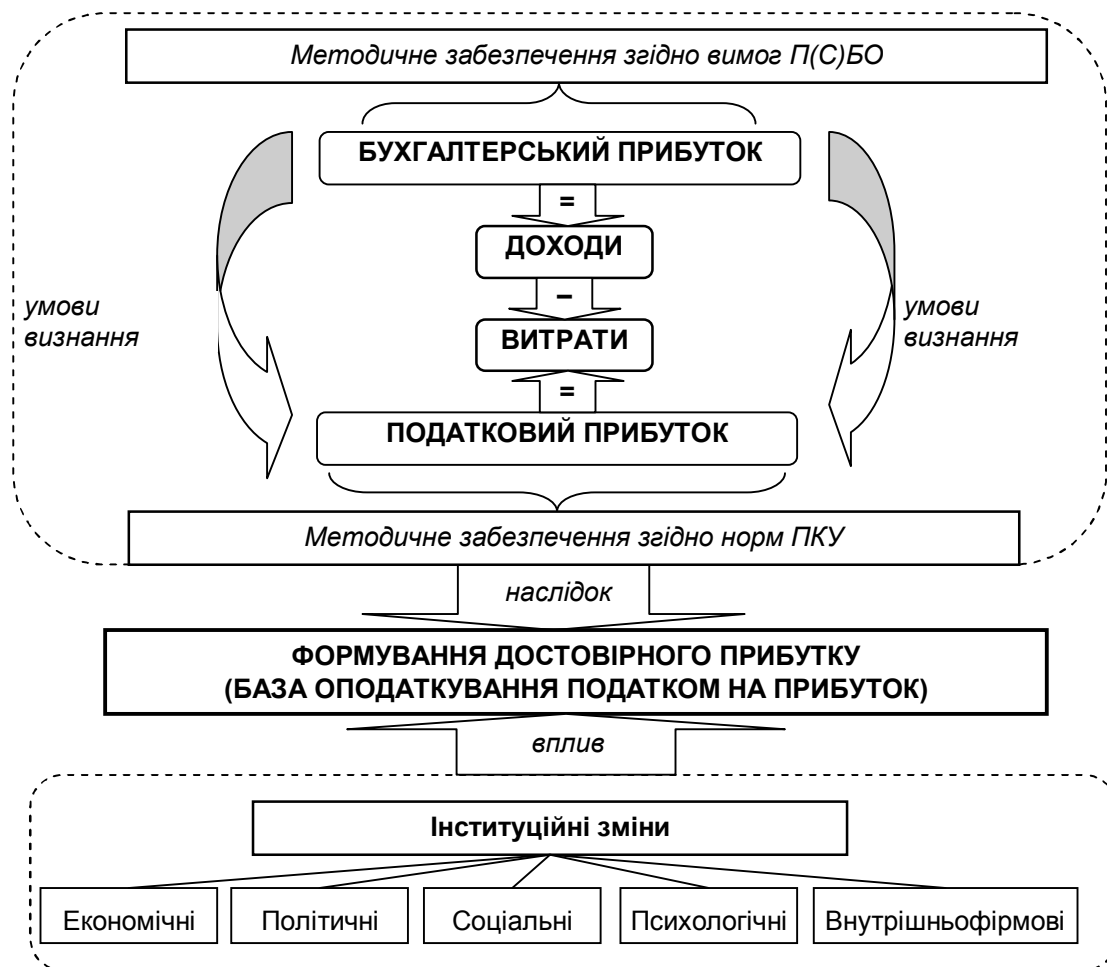 Методичне забезпечення згідно вимог П(С)БО
БУХГАЛТЕРСЬКИЙ ПРИБУТОК
=
ДОХОДИ
–
умови
визнання
умови
визнання
ВИТРАТИ
=
ПОДАТКОВИЙ ПРИБУТОК
Методичне забезпечення згідно норм ПКУ
наслідок
ФОРМУВАННЯ ДОСТОВІРНОГО ПРИБУТКУ
(БАЗА ОПОДАТКУВАННЯ ПОДАТКОМ НА ПРИБУТОК)
вплив
Інституційні зміни
Економічні
Політичні
Соціальні
Психологічні
Внутрішньофірмові